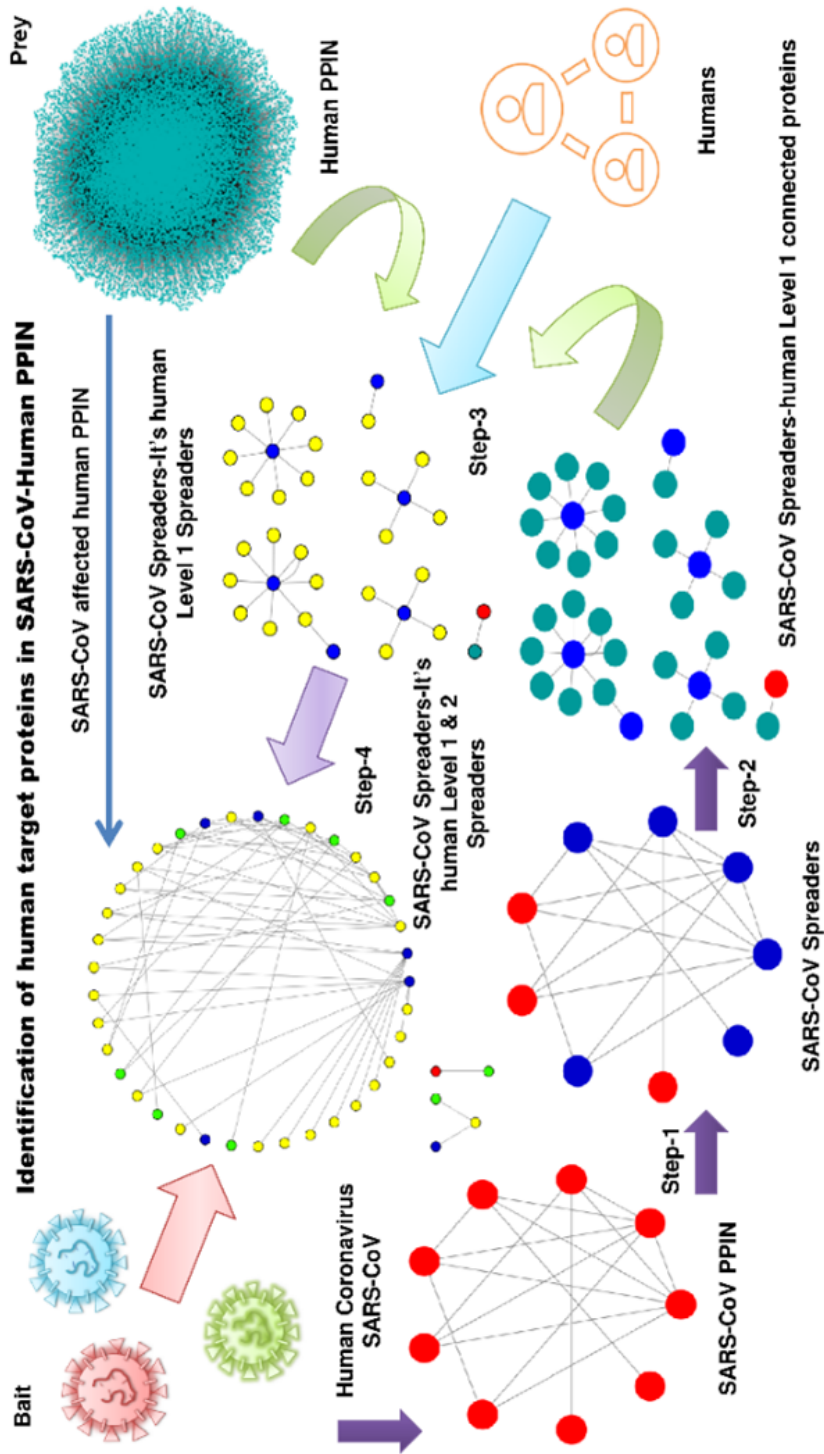 Identification of human target proteins in SARS-CoV-Human PPIN
Bait
Prey
SARS-CoV affected human PPIN
Human PPIN
SARS-CoV Spreaders-It's human
Level 1 Spreaders
Human Coronavirus
SARS-CoV
Step-4
Step-3
SARS-CoV Spreaders-It's
human Level 1 & 2
Spreaders
Humans
Step-1
Step-2
SARS-CoV PPIN
SARS-CoV Spreaders
SARS-CoV Spreaders-human Level 1 connected proteins